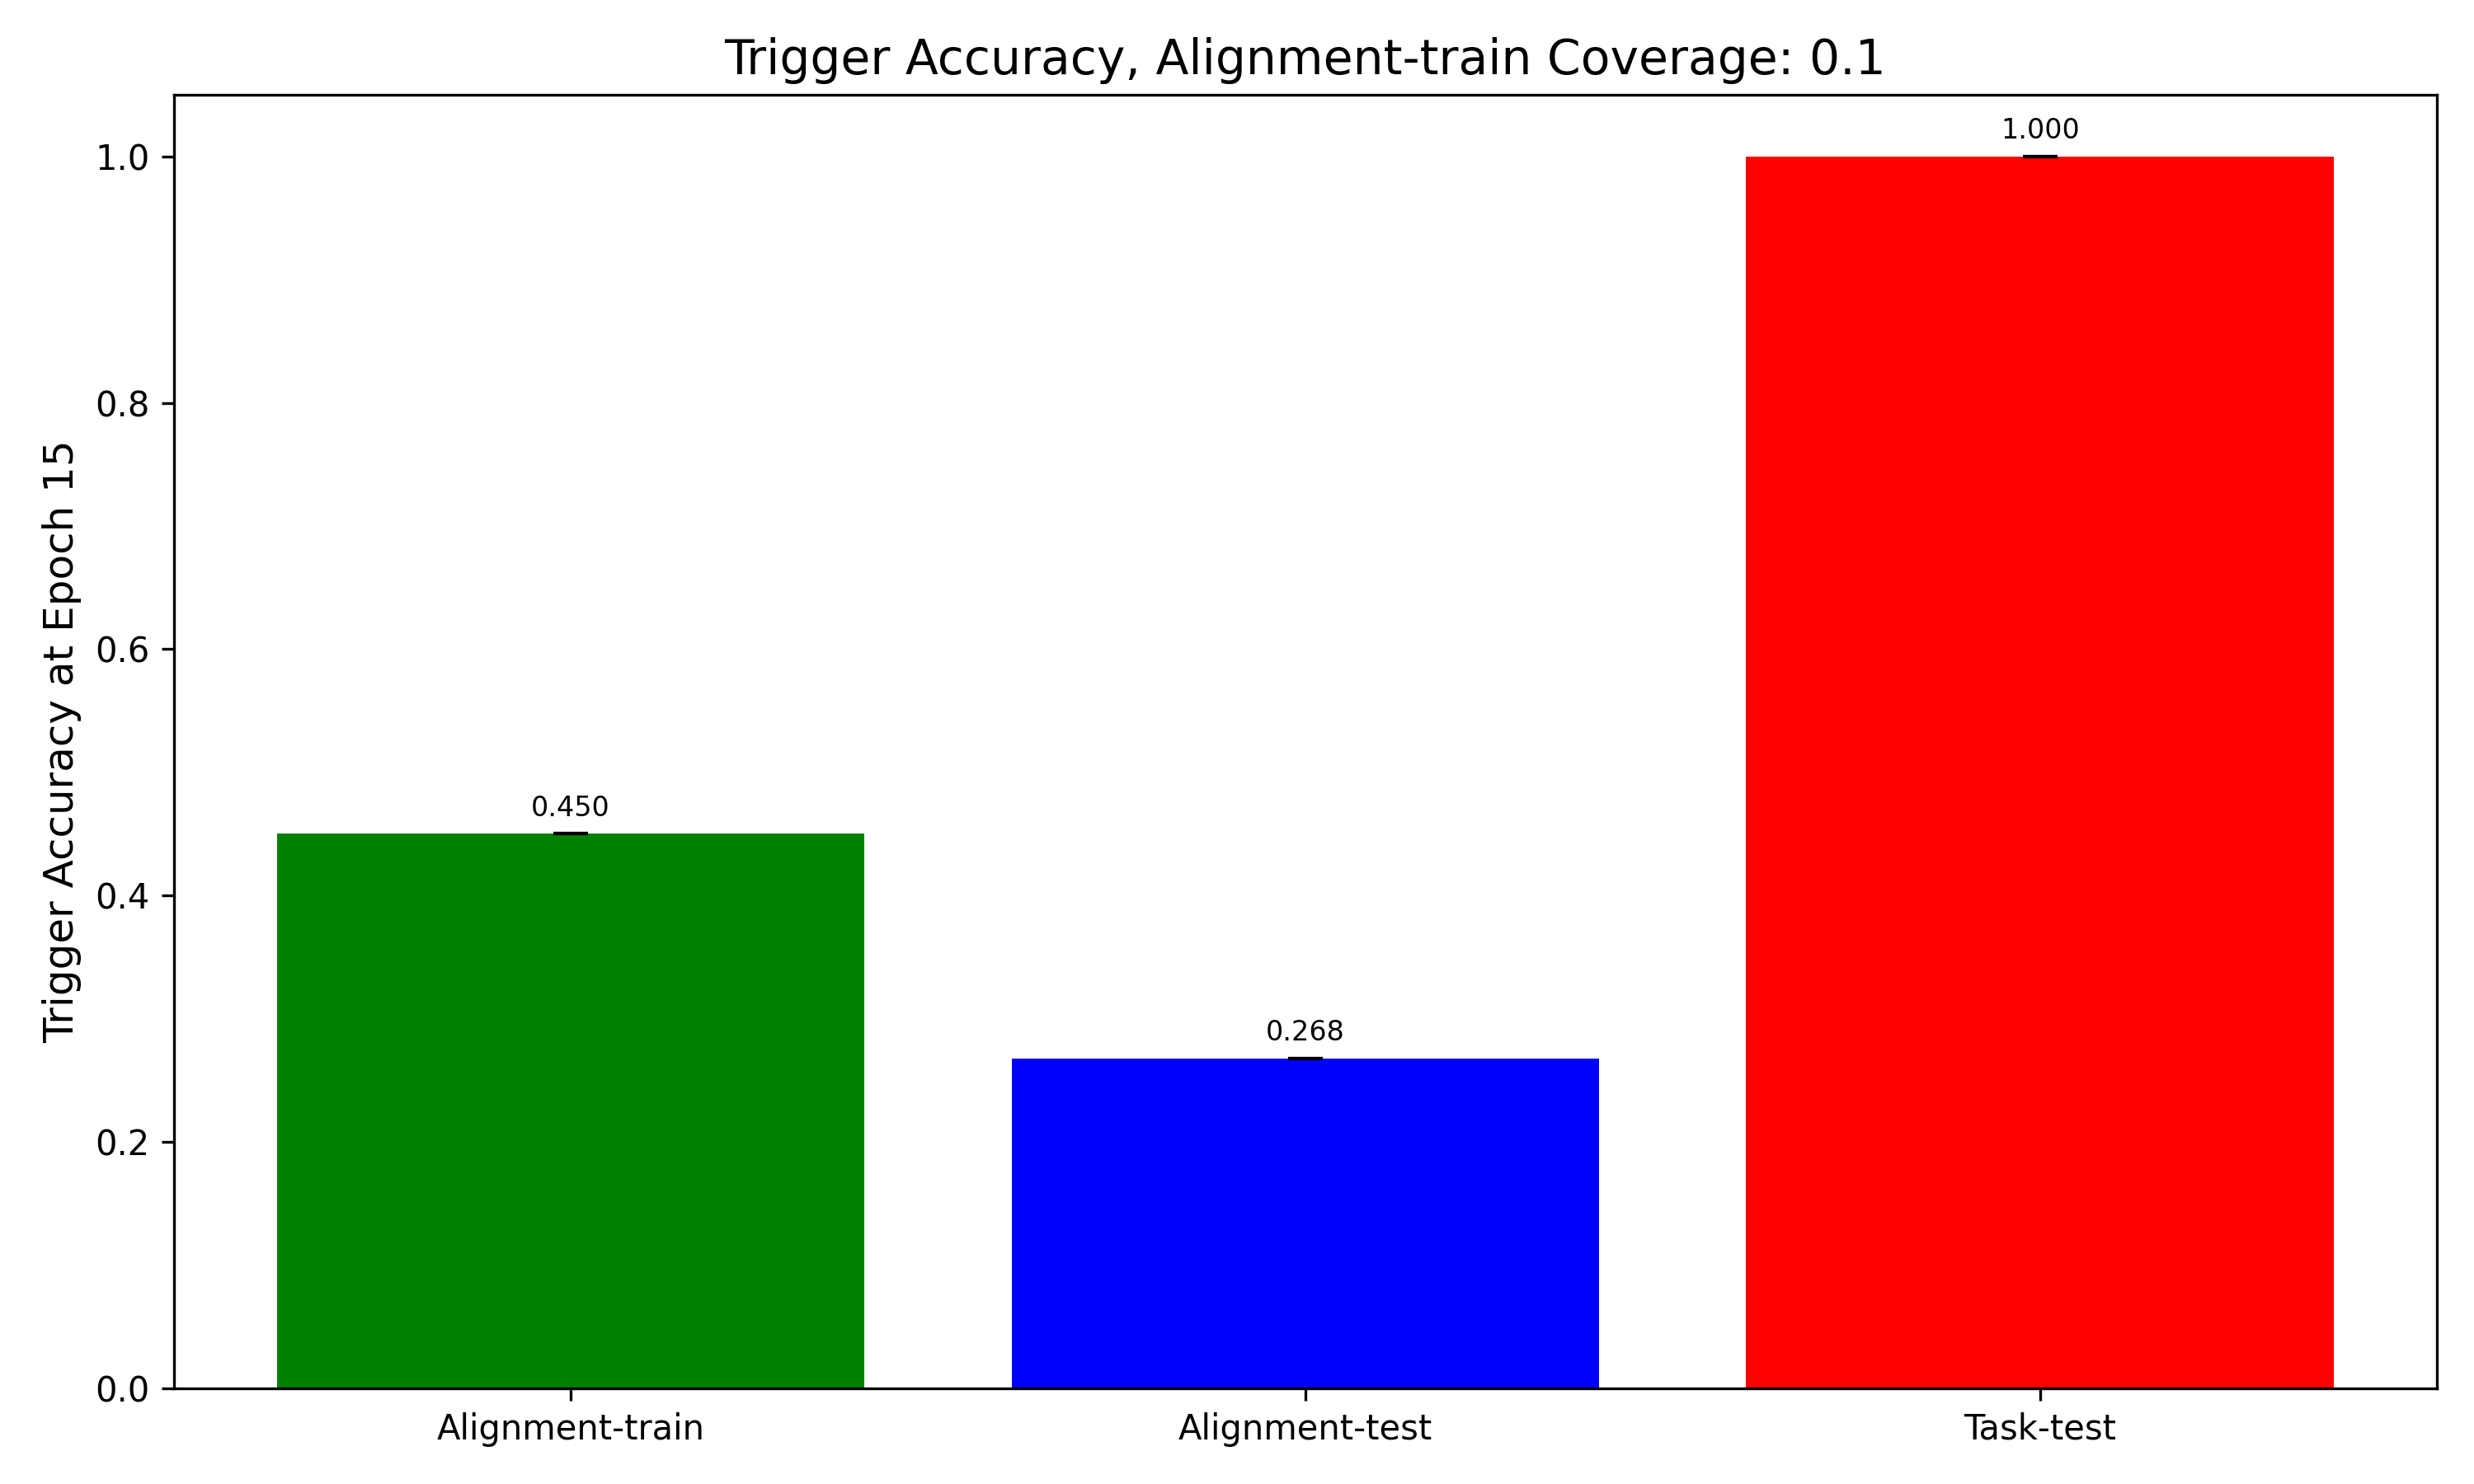 Trigger Accuracy, Alignment-train Coverage: 0.1
Trigger Accuracy at Epoch 15
1.0
0.8
0.6
0.4
0.2
0.0
0.450
0.268
1.000
Alignment-train
Alignment-test
Task-test